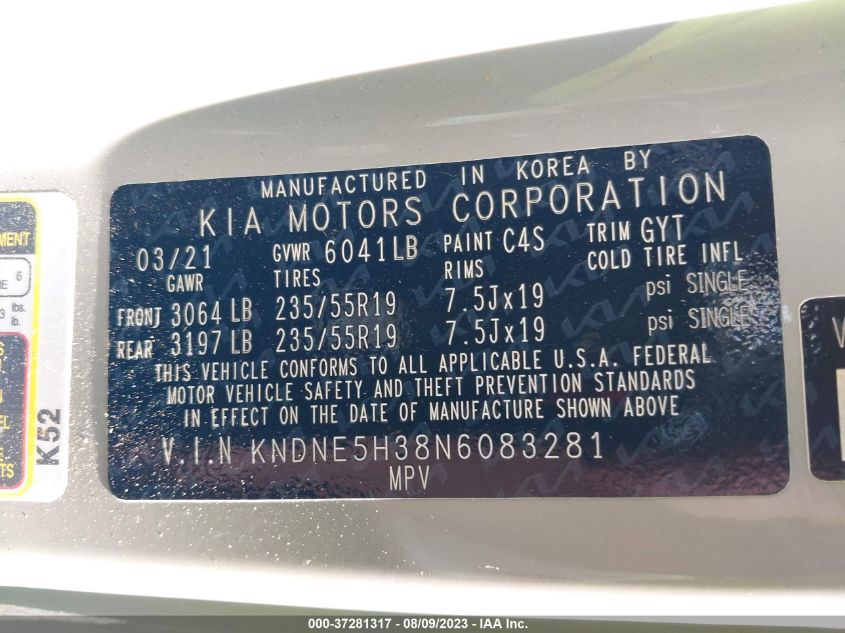 MANUFACTURED IN KOREA BY
KIA MOTORS CORPORATION
03/21 GVWR 6041LB PAINT C4S TRIM GYT
GAWR TIRES RIMS COLD TIRE INFL
FRONT 3064 LB 235/55R19 7.5Jx19 psi SINGLE
REAR 3197 LB 235/55R19 7.5Jx19 psi SINGLE
THIS VEHICLE CONFORMS TO ALL APPLICABLE U.S.A. FEDERAL
MOTOR VEHICLE SAFETY AND THEFT PREVENTION STANDARDS
IN EFFECT ON THE DATE OF MANUFACTURE SHOWN ABOVE
V.I.N KNDNE5H38N6083281
MPV
6
lbs.
lb.
K52
V
000-37281317 - 08/09/2023 - IAA Inc.